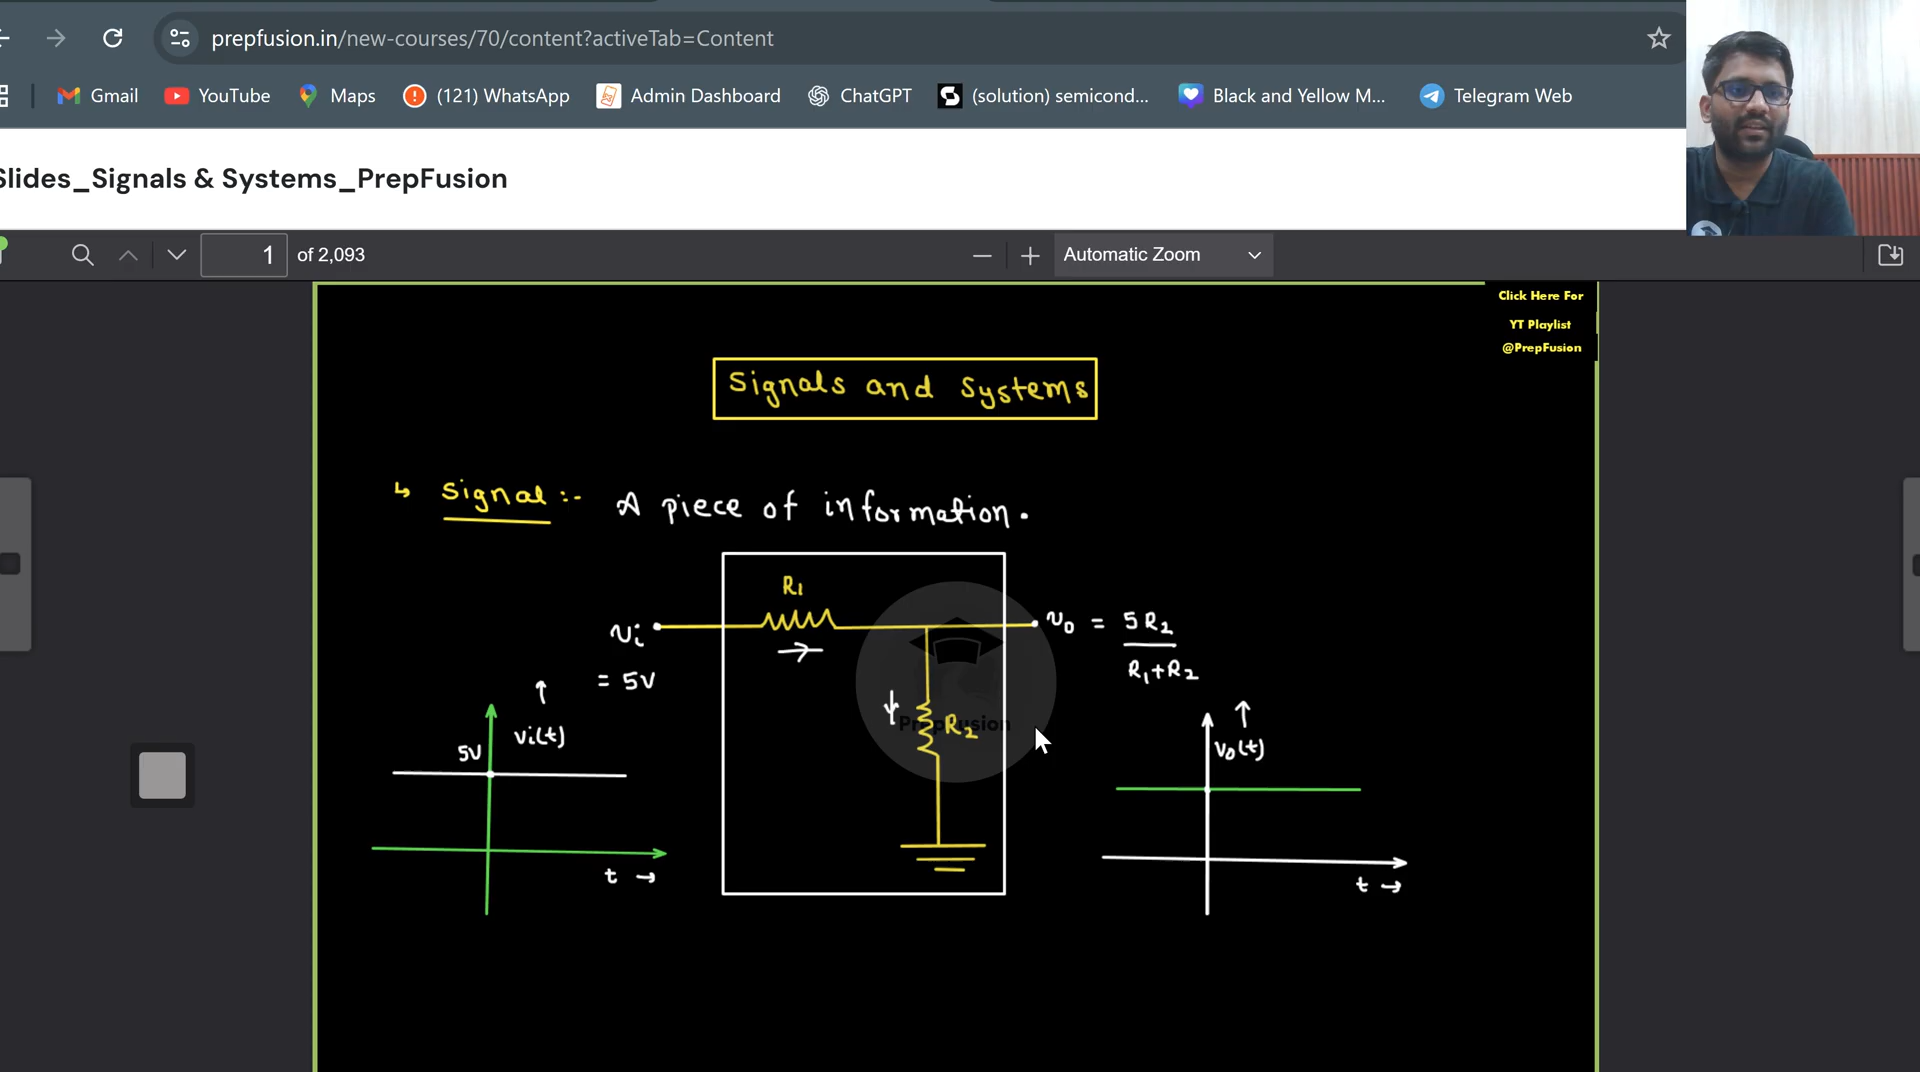 prepfusion.in/new-courses/70/content?activeTab=Content
Gmail YouTube Maps (121) WhatsApp Admin Dashboard ChatGPT (solution) semicond... Black and Yellow M... Telegram Web
Slides_Signals & Systems_PrepFusion
1 of 2,093
Automatic Zoom
Click Here For
YT Playlist
@PrepFusion
Signals and Systems
↳ Signal :- A piece of information.
R1
vi
= 5V
vo = 5R2
R1+R2
R2
PrepFusion
5V
vi(t)
t →
vo(t)
t →